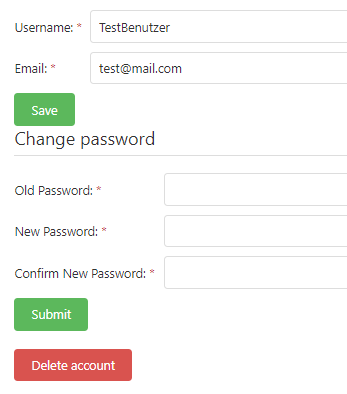 Username: * TestBenutzer
Email: * test@mail.com
Save
Change password
Old Password: *
New Password: *
Confirm New Password: *
Submit
Delete account